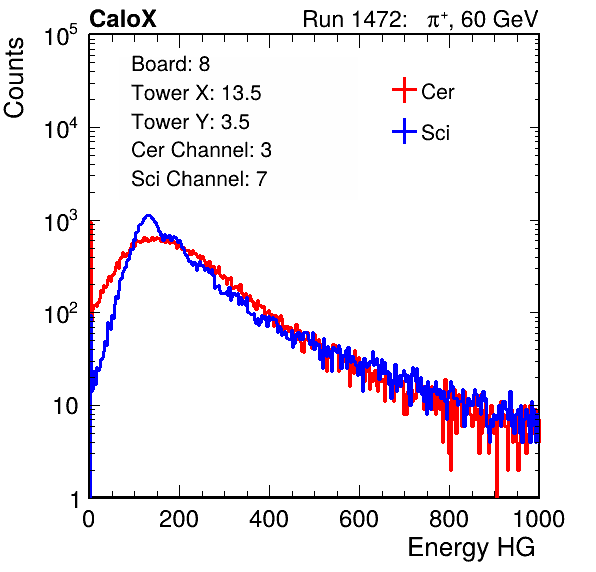 CaloX Run 1472: π⁺, 60 GeV
Counts
10⁵
10⁴
10³
10²
10
1
Board: 8
Tower X: 13.5
Tower Y: 3.5
Cer Channel: 3
Sci Channel: 7
Cer
Sci
0 200 400 600 800 1000
Energy HG